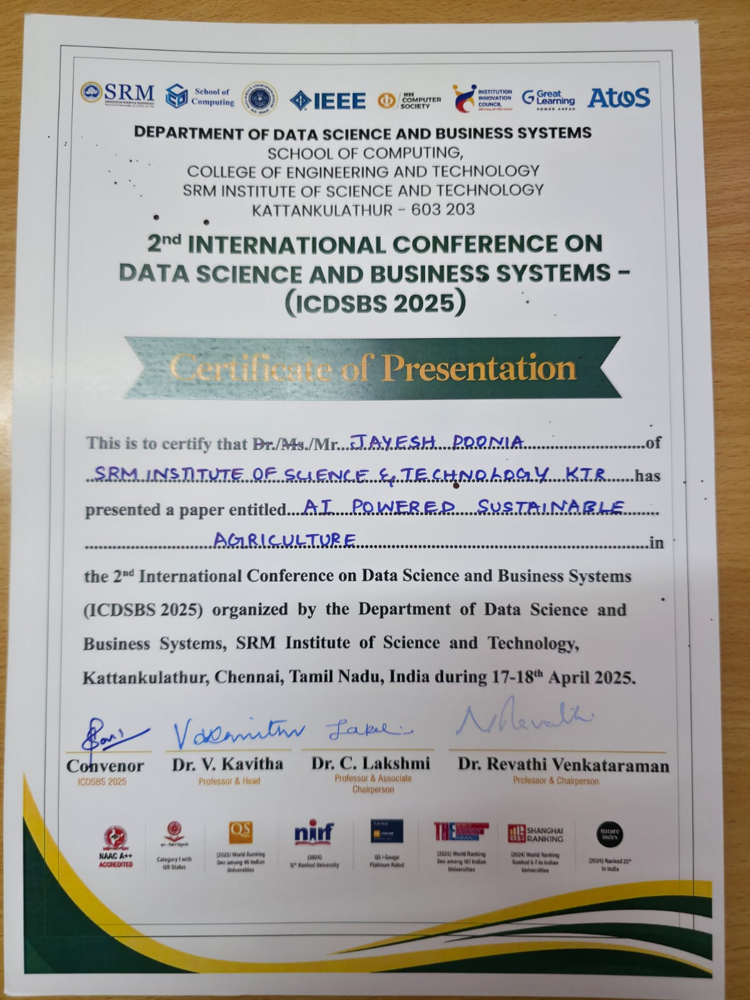 SRM
School of Computing
IEEE
IEEE COMPUTER SOCIETY
INSTITUTION INNOVATION COUNCIL
Great Learning
POWER AHEAD
Atos
DEPARTMENT OF DATA SCIENCE AND BUSINESS SYSTEMS
SCHOOL OF COMPUTING,
COLLEGE OF ENGINEERING AND TECHNOLOGY
SRM INSTITUTE OF SCIENCE AND TECHNOLOGY
KATTANKULATHUR - 603 203
2nd INTERNATIONAL CONFERENCE ON
DATA SCIENCE AND BUSINESS SYSTEMS -
(ICDSBS 2025)
Certificate of Presentation
This is to certify that Dr./Ms./Mr. JAYESH POONIA of
SRM INSTITUTE OF SCIENCE & TECHNOLOGY KTR has
presented a paper entitled AI POWERED SUSTAINABLE
AGRICULTURE in
the 2nd International Conference on Data Science and Business Systems
(ICDSBS 2025) organized by the Department of Data Science and
Business Systems, SRM Institute of Science and Technology,
Kattankulathur, Chennai, Tamil Nadu, India during 17-18th April 2025.
Convenor
ICDSBS 2025
Dr. V. Kavitha
Professor & Head
Dr. C. Lakshmi
Professor & Associate
Chairperson
Dr. Revathi Venkataraman
Professor & Chairperson
NAAC A++
ACCREDITED
Category I with
12B Status
QS
(2025) World Ranking
One among 46 Indian
Universities
nirf
(2024)
12th Ranked University
QS I-Gauge
Platinum Rated
THE WORLD UNIVERSITY RANKINGS
(2025) World Ranking
One among 107 Indian
Universities
SHANGHAI
RANKING
(2024) World Ranking
Ranked 5-7 in Indian
Universities
nature
index
(2024) Ranked 20th
in India